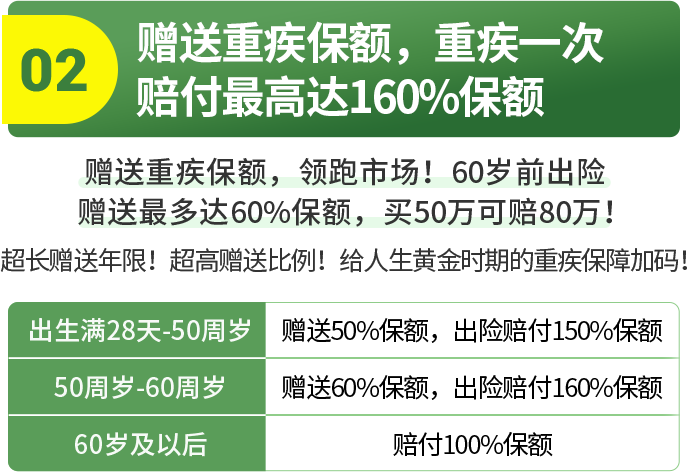 02
赠送重疾保额，重疾一次
赔付最高达160%保额
赠送重疾保额，领跑市场！60岁前出险
赠送最多达60%保额，买50万可赔80万！
超长赠送年限！超高赠送比例！给人生黄金时期的重疾保障加码！
出生满28天-50周岁 赠送50%保额，出险赔付150%保额
50周岁-60周岁 赠送60%保额，出险赔付160%保额
60岁及以后 赔付100%保额